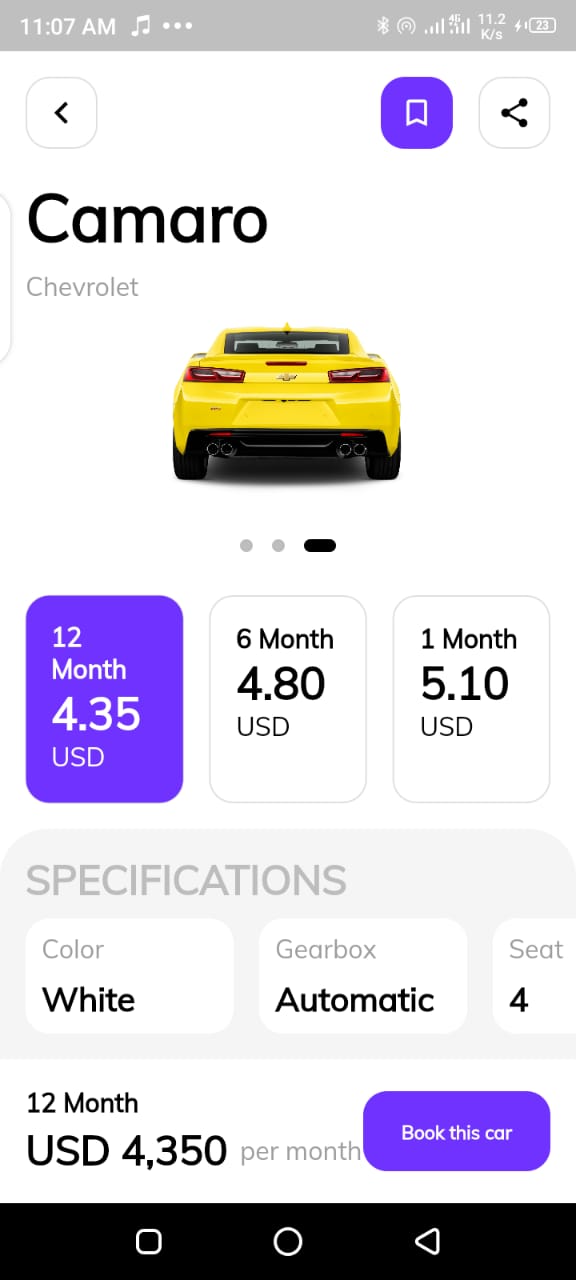 11:07 AM
4G
11.2
K/s
23
Camaro
Chevrolet
12
Month
4.35
USD
6 Month
4.80
USD
1 Month
5.10
USD
SPECIFICATIONS
Color
White
Gearbox
Automatic
Seat
4
12 Month
USD 4,350 per month
Book this car